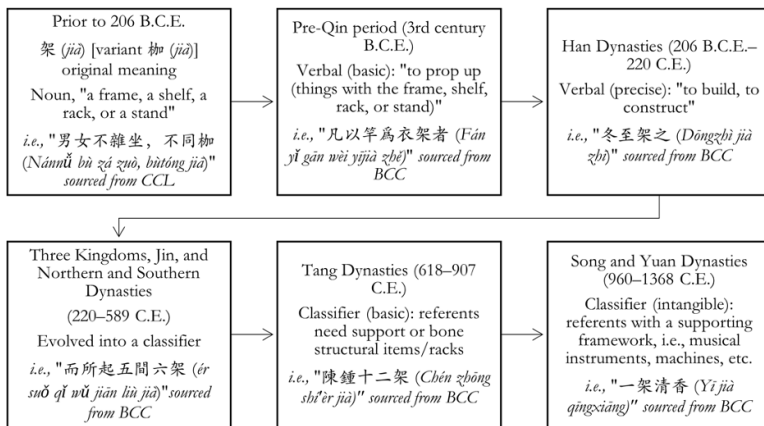 Prior to 206 B.C.E.
架 (jià) [variant 枷 (jiā)]
original meaning
Noun, "a frame, a shelf, a
rack, or a stand"
i.e., "男女不雜坐，不同枷
(Nánnǚ bù zá zuò, bùtóng jiā)"
sourced from CCL
Pre-Qin period (3rd century
B.C.E.)
Verbal (basic): "to prop up
(things with the frame, shelf,
rack, or stand)"
i.e., "凡以竿爲衣架者 (Fán
yǐ gān wèi yījià zhě)" sourced from
BCC
Han Dynasties (206 B.C.E.–
220 C.E.)
Verbal (precise): "to build, to
construct"
i.e., "冬至架之 (Dōngzhì jià
zhī)" sourced from BCC
Three Kingdoms, Jin, and
Northern and Southern
Dynasties
(220–589 C.E.)
Evolved into a classifier
i.e., "而所起五間六架 (ér
suǒ qǐ wǔ jiān liù jià)"sourced
from BCC
Tang Dynasties (618–907
C.E.)
Classifier (basic): referents
need support or bone
structural items/racks
i.e., "陳鍾十二架 (Chén zhōng
shí'èr jià)" sourced from BCC
Song and Yuan Dynasties
(960–1368 C.E.)
Classifier (intangible):
referents with a supporting
framework, i.e., musical
instruments, machines, etc.
i.e., "一架清香 (Yī jià
qīngxiāng)" sourced from BCC